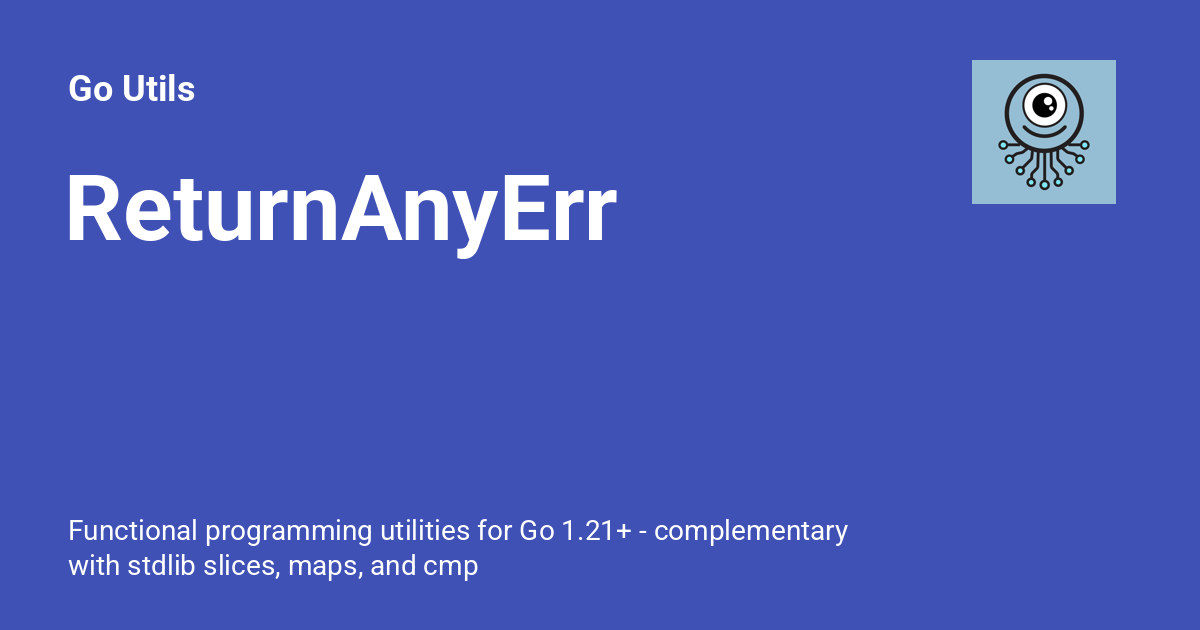 Go Utils
ReturnAnyErr
Functional programming utilities for Go 1.21+ - complementary
with stdlib slices, maps, and cmp